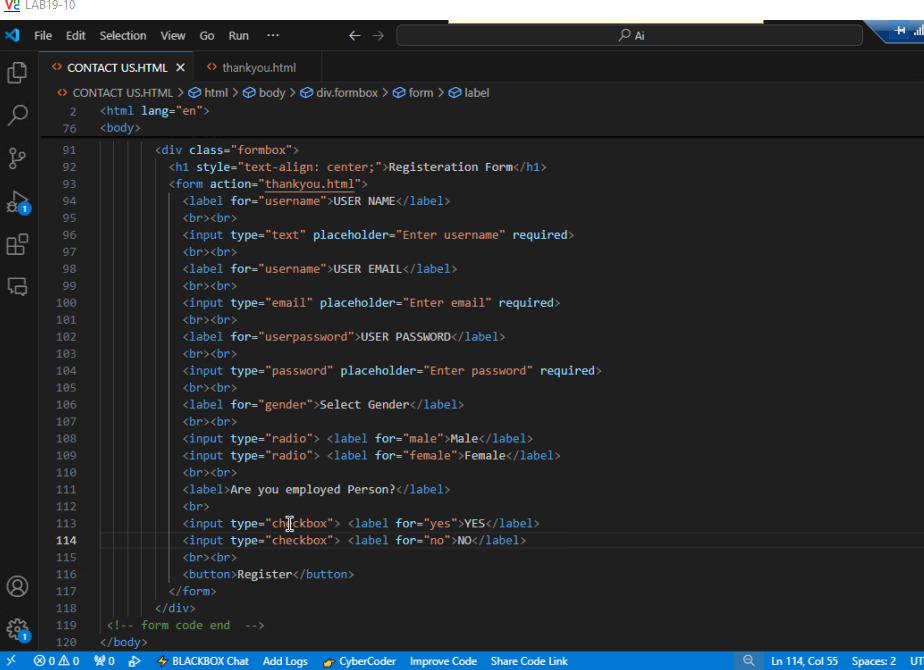 LAB19-10
File Edit Selection View Go Run ··· Ai
CONTACT US.HTML thankyou.html
CONTACT US.HTML > html > body > div.formbox > form > label
2 <html lang="en">
76 <body>
91 <div class="formbox">
92 <h1 style="text-align: center;">Registeration Form</h1>
93 <form action="thankyou.html">
94 <label for="username">USER NAME</label>
95 <br><br>
96 <input type="text" placeholder="Enter username" required>
97 <br><br>
98 <label for="username">USER EMAIL</label>
99 <br><br>
100 <input type="email" placeholder="Enter email" required>
101 <br><br>
102 <label for="userpassword">USER PASSWORD</label>
103 <br><br>
104 <input type="password" placeholder="Enter password" required>
105 <br><br>
106 <label for="gender">Select Gender</label>
107 <br><br>
108 <input type="radio"> <label for="male">Male</label>
109 <input type="radio"> <label for="female">Female</label>
110 <br><br>
111 <label>Are you employed Person?</label>
112 <br>
113 <input type="checkbox"> <label for="yes">YES</label>
114 <input type="checkbox"> <label for="no">NO</label>
115 <br><br>
116 <button>Register</button>
117 </form>
118 </div>
119 <!-- form code end -->
120 </body>
0 0 0 BLACKBOX Chat Add Logs CyberCoder Improve Code Share Code Link Ln 114, Col 55 Spaces: 2